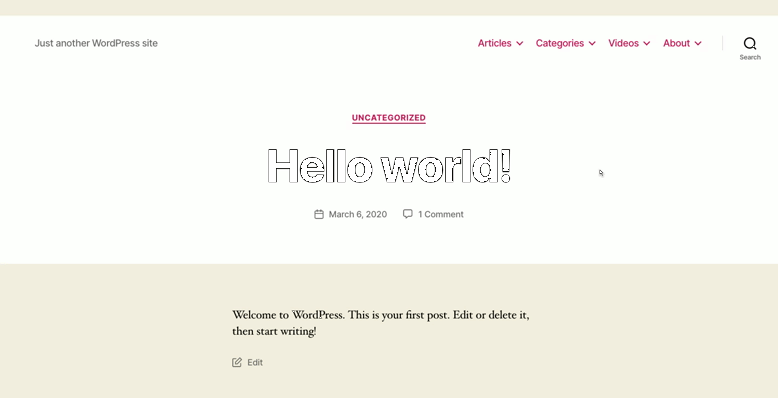 Just another WordPress site
Articles Categories Videos About
Search
UNCATEGORIZED
Hello world!
March 6, 2020 1 Comment
Welcome to WordPress. This is your first post. Edit or delete it,
then start writing!
Edit